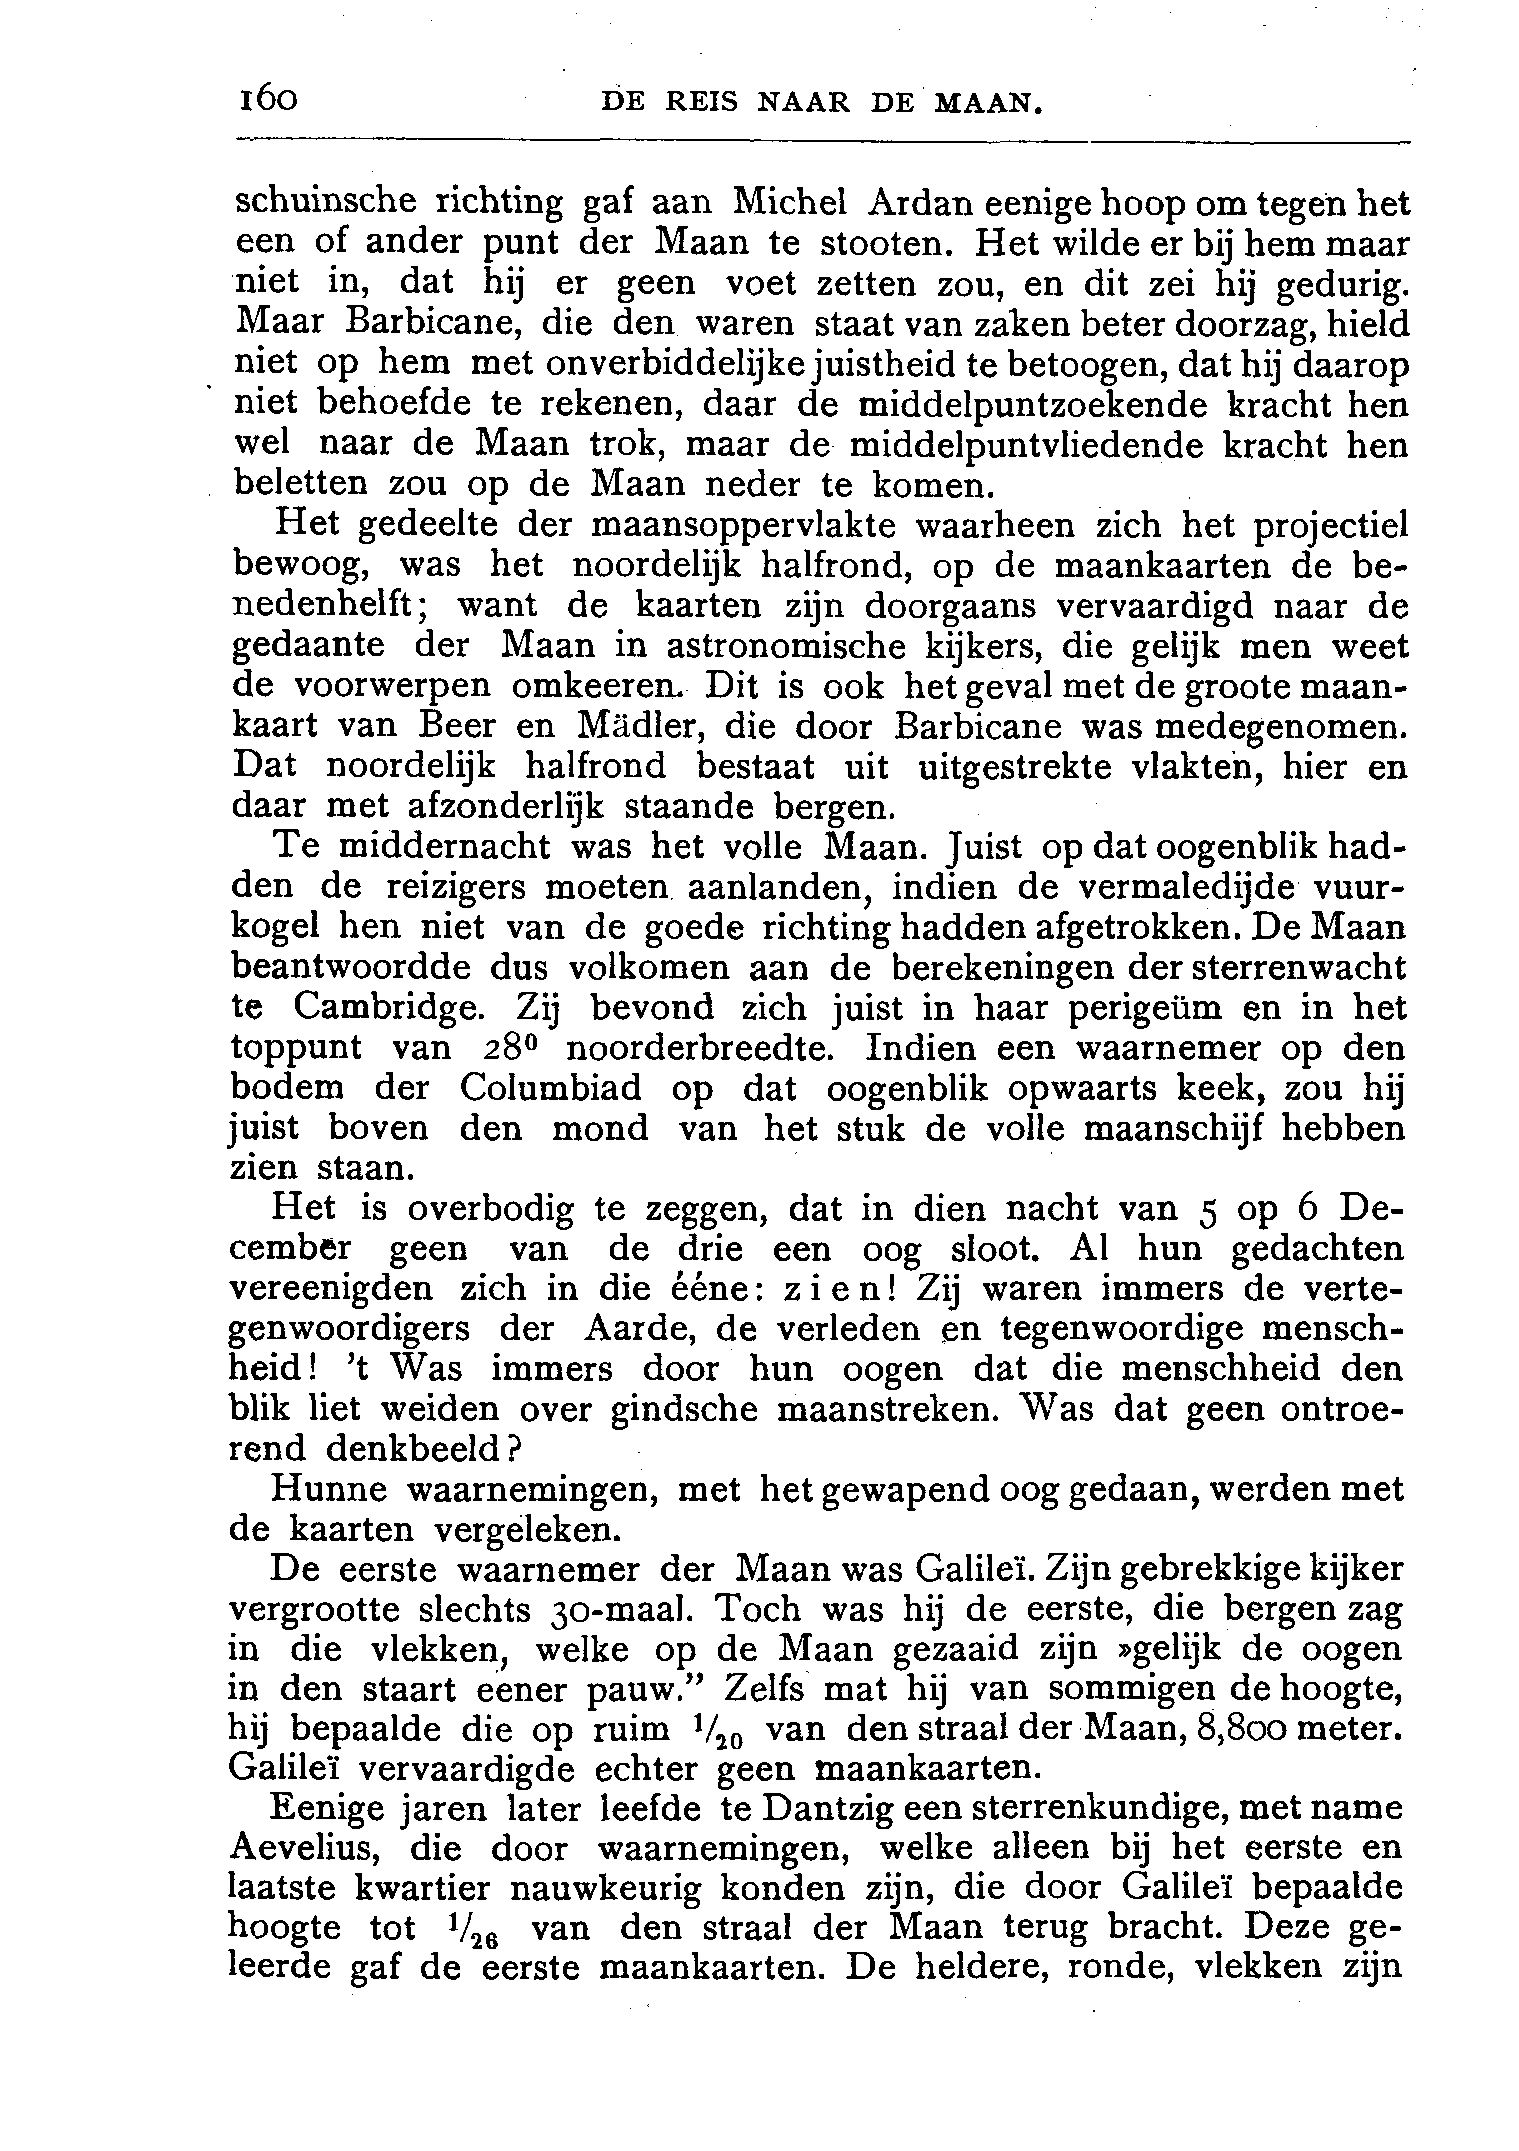 160 DE REIS NAAR DE MAAN.
schuinsche richting gaf aan Michel Ardan eenige hoop om tegen het
een of ander punt der Maan te stooten. Het wilde er bij hem maar
niet in, dat hij er geen voet zetten zou, en dit zei hij gedurig.
Maar Barbicane, die den waren staat van zaken beter doorzag, hield
niet op hem met onverbiddelijke juistheid te betoogen, dat hij daarop
niet behoefde te rekenen, daar de middelpuntzoekende kracht hen
wel naar de Maan trok, maar de middelpuntvliedende kracht hen
beletten zou op de Maan neder te komen.
Het gedeelte der maansoppervlakte waarheen zich het projectiel
bewoog, was het noordelijk halfrond, op de maankaarten de be-
nedenhelft; want de kaarten zijn doorgaans vervaardigd naar de
gedaante der Maan in astronomische kijkers, die gelijk men weet
de voorwerpen omkeeren. Dit is ook het geval met de groote maan-
kaart van Beer en Mädler, die door Barbicane was medegenomen.
Dat noordelijk halfrond bestaat uit uitgestrekte vlakten, hier en
daar met afzonderlijk staande bergen.
Te middernacht was het volle Maan. Juist op dat oogenblik had-
den de reizigers moeten aanlanden, indien de vermaledijde vuur-
kogel hen niet van de goede richting hadden afgetrokken. De Maan
beantwoordde dus volkomen aan de berekeningen der sterrenwacht
te Cambridge. Zij bevond zich juist in haar perigeüm en in het
toppunt van 28⁰ noorderbreedte. Indien een waarnemer op den
bodem der Columbiad op dat oogenblik opwaarts keek, zou hij
juist boven den mond van het stuk de volle maanschijf hebben
zien staan.
Het is overbodig te zeggen, dat in dien nacht van 5 op 6 De-
cember geen van de drie een oog sloot. Al hun gedachten
vereenigden zich in die ééne: zien! Zij waren immers de verte-
genwoordigers der Aarde, de verleden en tegenwoordige mensch-
heid! 't Was immers door hun oogen dat die menschheid den
blik liet weiden over gindsche maanstreken. Was dat geen ontroe-
rend denkbeeld?
Hunne waarnemingen, met het gewapend oog gedaan, werden met
de kaarten vergeleken.
De eerste waarnemer der Maan was Galileï. Zijn gebrekkige kijker
vergrootte slechts 30-maal. Toch was hij de eerste, die bergen zag
in die vlekken, welke op de Maan gezaaid zijn »gelijk de oogen
in den staart eener pauw.” Zelfs mat hij van sommigen de hoogte,
hij bepaalde die op ruim ¹/₂₀ van den straal der Maan, 8,800 meter.
Galileï vervaardigde echter geen maankaarten.
Eenige jaren later leefde te Dantzig een sterrenkundige, met name
Aevelius, die door waarnemingen, welke alleen bij het eerste en
laatste kwartier nauwkeurig konden zijn, die door Galileï bepaalde
hoogte tot ¹/₂₆ van den straal der Maan terug bracht. Deze ge-
leerde gaf de eerste maankaarten. De heldere, ronde, vlekken zijn